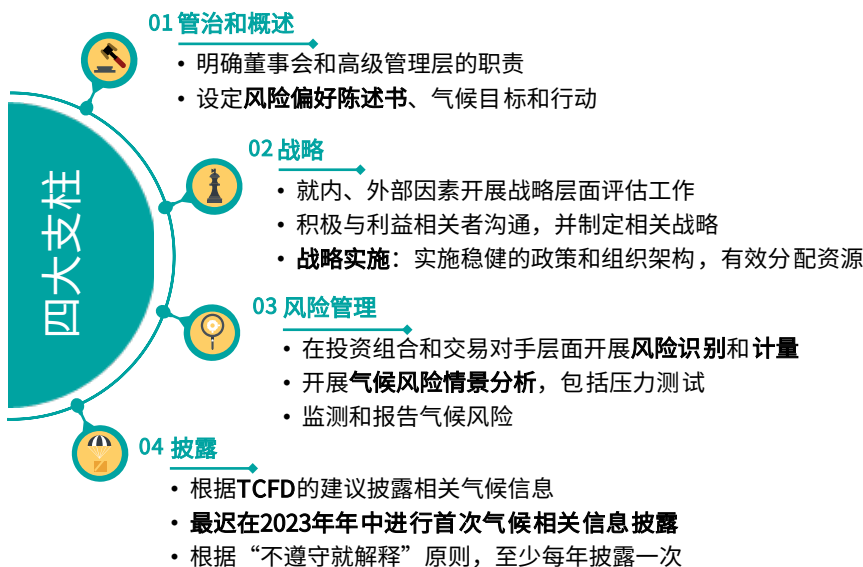 四大支柱
01 管治和概述
• 明确董事会和高级管理层的职责
• 设定风险偏好陈述书、气候目标和行动
02 战略
• 就内、外部因素开展战略层面评估工作
• 积极与利益相关者沟通，并制定相关战略
• 战略实施：实施稳健的政策和组织架构，有效分配资源
03 风险管理
• 在投资组合和交易对手层面开展风险识别和计量
• 开展气候风险情景分析，包括压力测试
• 监测和报告气候风险
04 披露
• 根据TCFD的建议披露相关气候信息
• 最迟在2023年年中进行首次气候相关信息披露
• 根据“不遵守就解释”原则，至少每年披露一次